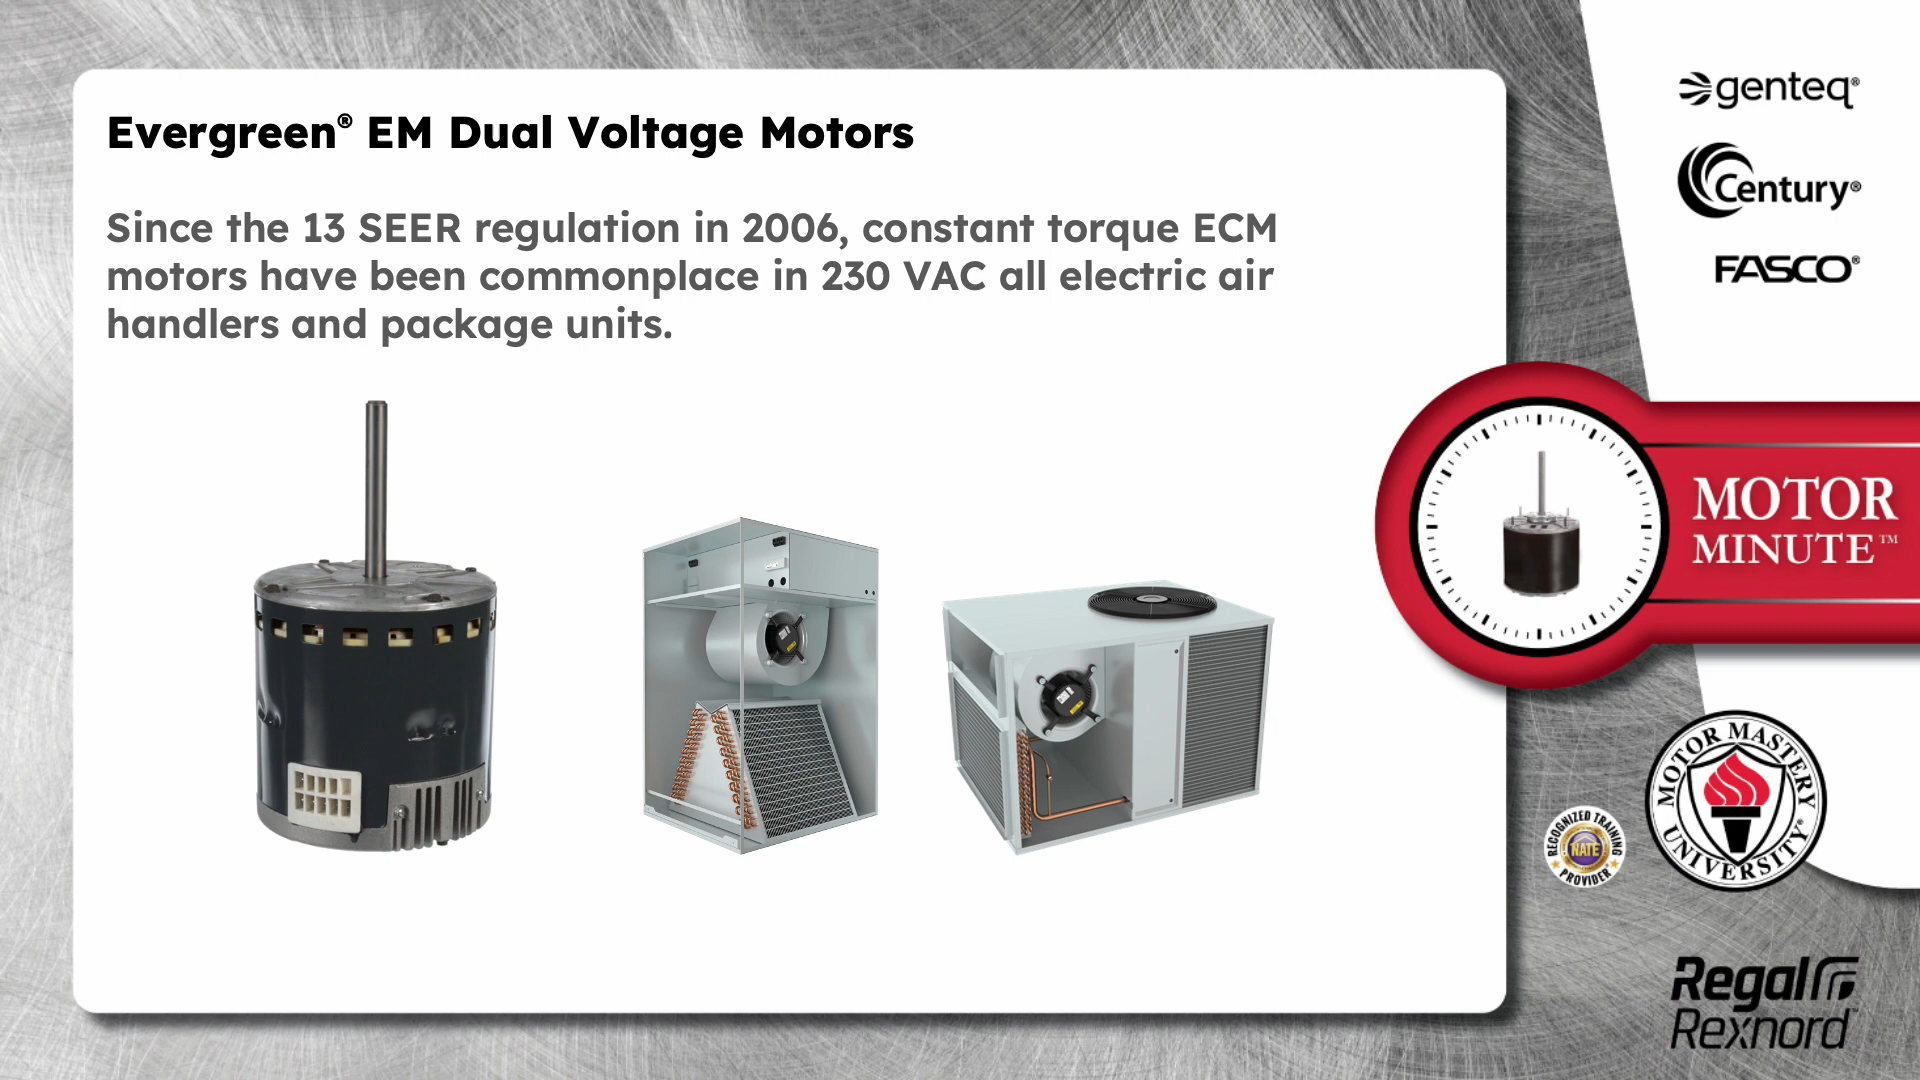 Evergreen® EM Dual Voltage Motors
Since the 13 SEER regulation in 2006, constant torque ECM
motors have been commonplace in 230 VAC all electric air
handlers and package units.
genteq®
Century®
FASCO®
MOTOR
MINUTE™
MOTOR MASTERY
UNIVERSITY®
RECOGNIZED TRAINING
NATE
PROVIDER
Regal
Rexnord